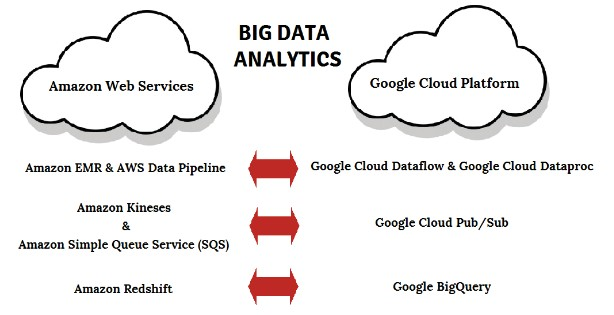 BIG DATA
ANALYTICS
Amazon Web Services
Google Cloud Platform
Amazon EMR & AWS Data Pipeline
Google Cloud Dataflow & Google Cloud Dataproc
Amazon Kineses
&
Amazon Simple Queue Service (SQS)
Google Cloud Pub/Sub
Amazon Redshift
Google BigQuery